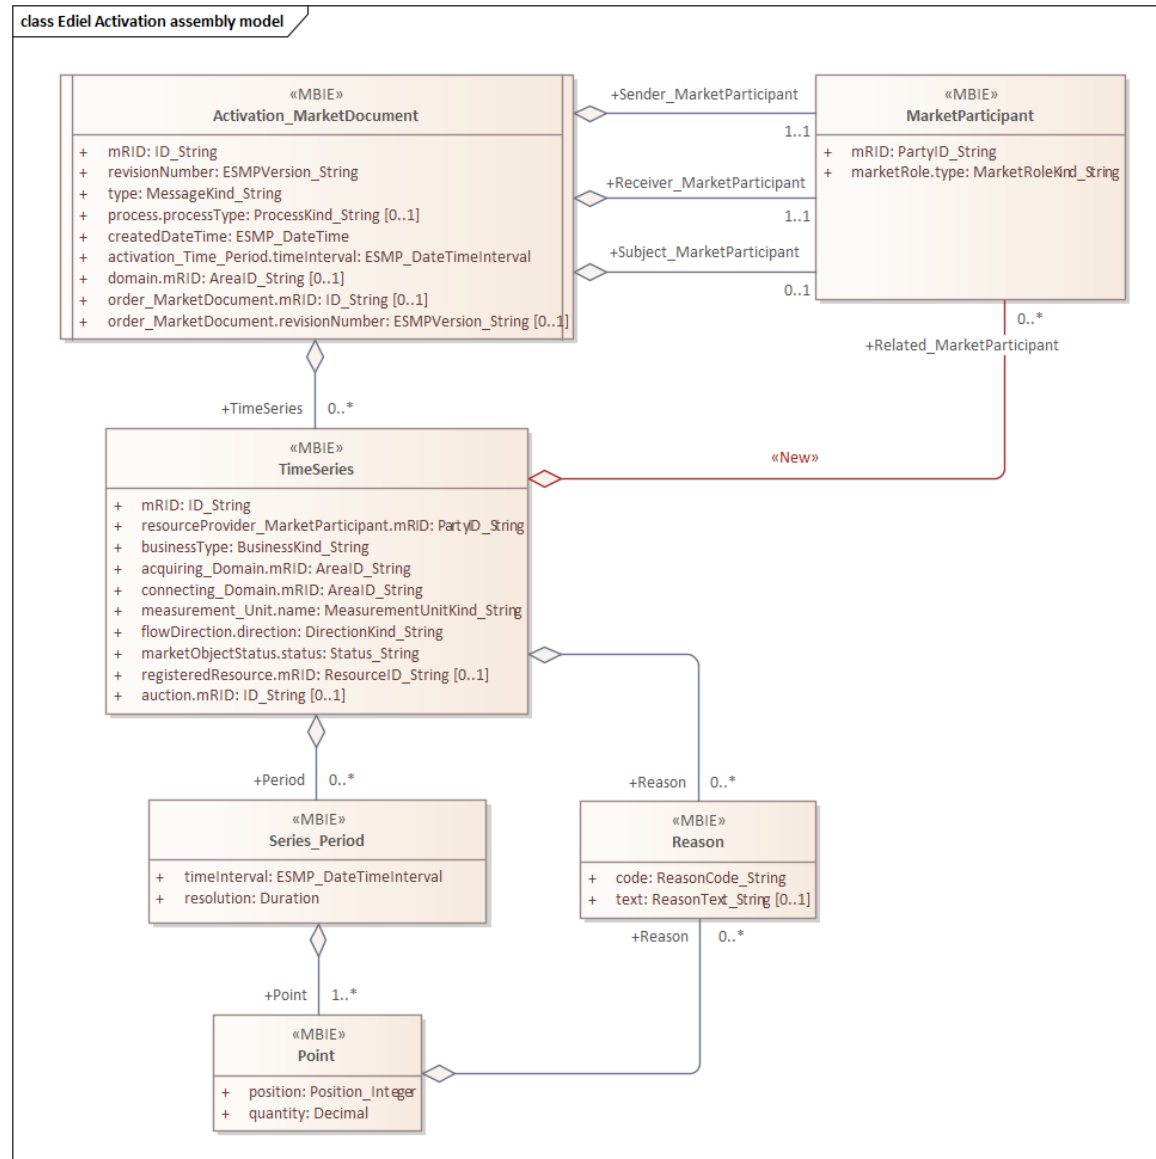 class Ediel Activation assembly model
«MBIE»
Activation_MarketDocument
+ mRID: ID_String
+ revisionNumber: ESMPVersion_String
+ type: MessageKind_String
+ process.processType: ProcessKind_String [0..1]
+ createdDateTime: ESMP_DateTime
+ activation_Time_Period.timeInterval: ESMP_DateTimeInterval
+ domain.mRID: AreaID_String [0..1]
+ order_MarketDocument.mRID: ID_String [0..1]
+ order_MarketDocument.revisionNumber: ESMPVersion_String [0..1]
+Sender_MarketParticipant
1..1
+Receiver_MarketParticipant
1..1
+Subject_MarketParticipant
0..1
«MBIE»
MarketParticipant
+ mRID: PartyID_String
+ marketRole.type: MarketRoleKind_String
0..*
+Related_MarketParticipant
«New»
+TimeSeries 0..*
«MBIE»
TimeSeries
+ mRID: ID_String
+ resourceProvider_MarketParticipant.mRID: PartyID_String
+ businessType: BusinessKind_String
+ acquiring_Domain.mRID: AreaID_String
+ connecting_Domain.mRID: AreaID_String
+ measurement_Unit.name: MeasurementUnitKind_String
+ flowDirection.direction: DirectionKind_String
+ marketObjectStatus.status: Status_String
+ registeredResource.mRID: ResourceID_String [0..1]
+ auction.mRID: ID_String [0..1]
+Period 0..*
+Reason 0..*
«MBIE»
Series_Period
+ timeInterval: ESMP_DateTimeInterval
+ resolution: Duration
«MBIE»
Reason
+ code: ReasonCode_String
+ text: ReasonText_String [0..1]
+Reason 0..*
+Point 1..*
«MBIE»
Point
+ position: Position_Integer
+ quantity: Decimal